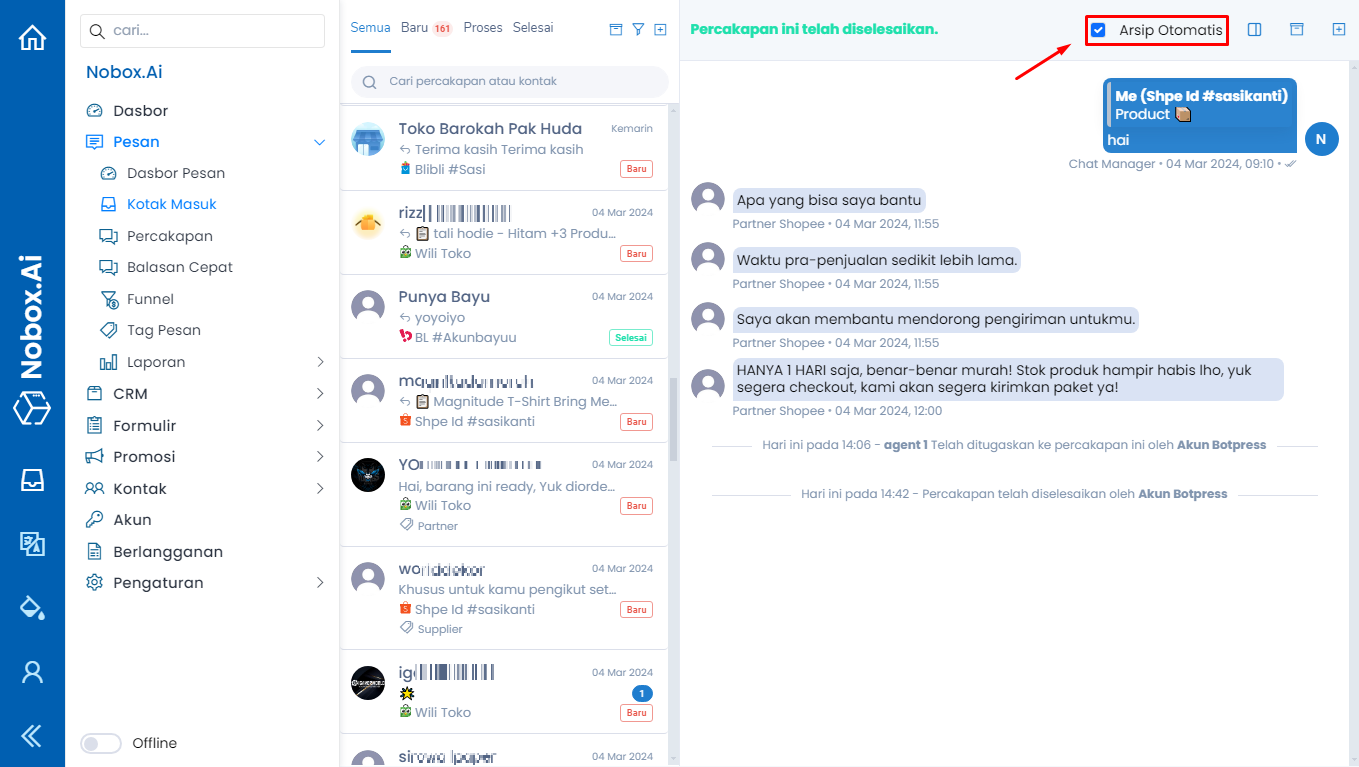 Nobox.Ai
cari...
Nobox.Ai
Dasbor
Pesan
Dasbor Pesan
Kotak Masuk
Percakapan
Balasan Cepat
Funnel
Tag Pesan
Laporan
CRM
Formulir
Promosi
Kontak
Akun
Berlangganan
Pengaturan
Offline
Semua Baru 161 Proses Selesai
Cari percakapan atau kontak
Toko Barokah Pak Huda Kemarin
Terima kasih Terima kasih
Blibli #Sasi Baru
04 Mar 2024
tali hodie - Hitam +3 Produ...
Wili Toko Baru
Punya Bayu 04 Mar 2024
yoyoiyo
BL #Akunbayuu Selesai
04 Mar 2024
Magnitude T-Shirt Bring Me...
Shpe Id #sasikanti Baru
04 Mar 2024
Hai, barang ini ready, Yuk diorde...
Wili Toko Baru
Partner
04 Mar 2024
Khusus untuk kamu pengikut set...
Shpe Id #sasikanti Baru
Supplier
04 Mar 2024
1
Wili Toko Baru
04 Mar 2024
Percakapan ini telah diselesaikan. Arsip Otomatis
Me (Shpe Id #sasikanti)
Product
hai
N
Chat Manager • 04 Mar 2024, 09:10 •
Apa yang bisa saya bantu
Partner Shopee • 04 Mar 2024, 11:55
Waktu pra-penjualan sedikit lebih lama.
Partner Shopee • 04 Mar 2024, 11:55
Saya akan membantu mendorong pengiriman untukmu.
Partner Shopee • 04 Mar 2024, 11:55
HANYA 1 HARI saja, benar-benar murah! Stok produk hampir habis lho, yuk
segera checkout, kami akan segera kirimkan paket ya!
Partner Shopee • 04 Mar 2024, 12:00
Hari ini pada 14:06 - agent 1 Telah ditugaskan ke percakapan ini oleh Akun Botpress
Hari ini pada 14:42 - Percakapan telah diselesaikan oleh Akun Botpress